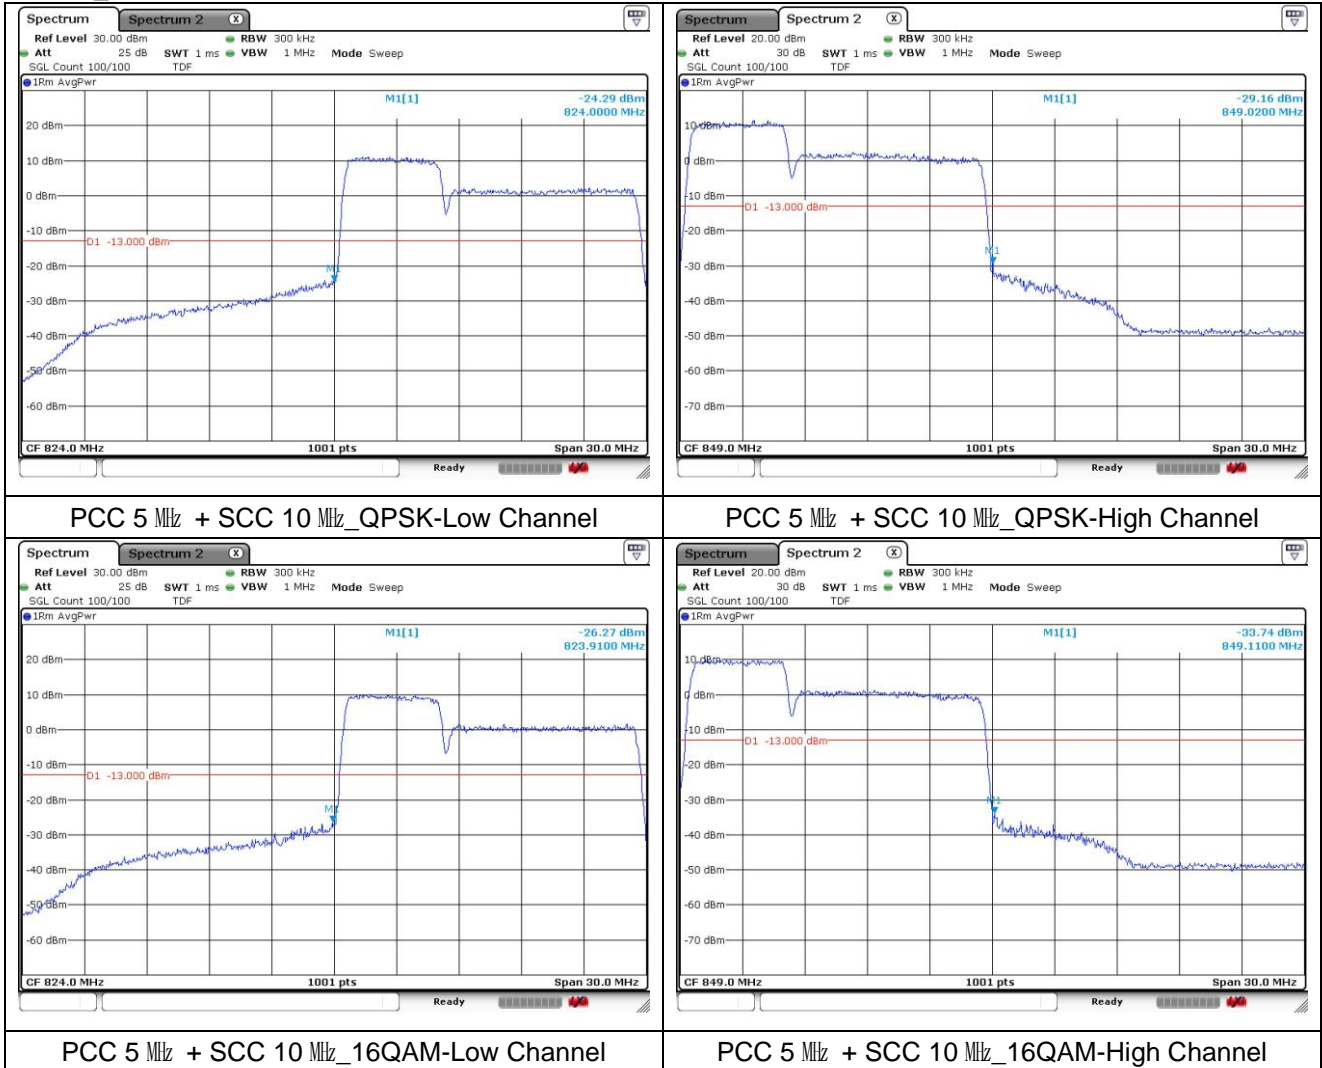 Spectrum Spectrum 2 X
Ref Level 30.00 dBm RBW 300 kHz
Att 25 dB SWT 1 ms VBW 1 MHz Mode Sweep
SGL Count 100/100 TDF
1Rm AvgPwr
M1[1] -24.29 dBm
824.0000 MHz
20 dBm
10 dBm
0 dBm
-10 dBm
D1 -13.000 dBm
-20 dBm
M1
-30 dBm
-40 dBm
-50 dBm
-60 dBm
CF 824.0 MHz 1001 pts Span 30.0 MHz
Ready
PCC 5 ㎒ + SCC 10 ㎒_QPSK-Low Channel
Spectrum Spectrum 2 X
Ref Level 20.00 dBm RBW 300 kHz
Att 30 dB SWT 1 ms VBW 1 MHz Mode Sweep
SGL Count 100/100 TDF
1Rm AvgPwr
M1[1] -29.16 dBm
849.0200 MHz
10 dBm
0 dBm
-10 dBm
D1 -13.000 dBm
-20 dBm
M1
-30 dBm
-40 dBm
-50 dBm
-60 dBm
-70 dBm
CF 849.0 MHz 1001 pts Span 30.0 MHz
Ready
PCC 5 ㎒ + SCC 10 ㎒_QPSK-High Channel
Spectrum Spectrum 2 X
Ref Level 30.00 dBm RBW 300 kHz
Att 25 dB SWT 1 ms VBW 1 MHz Mode Sweep
SGL Count 100/100 TDF
1Rm AvgPwr
M1[1] -26.27 dBm
823.9100 MHz
20 dBm
10 dBm
0 dBm
-10 dBm
D1 -13.000 dBm
-20 dBm
M1
-30 dBm
-40 dBm
-50 dBm
-60 dBm
CF 824.0 MHz 1001 pts Span 30.0 MHz
Ready
PCC 5 ㎒ + SCC 10 ㎒_16QAM-Low Channel
Spectrum Spectrum 2 X
Ref Level 20.00 dBm RBW 300 kHz
Att 30 dB SWT 1 ms VBW 1 MHz Mode Sweep
SGL Count 100/100 TDF
1Rm AvgPwr
M1[1] -33.74 dBm
849.1100 MHz
10 dBm
0 dBm
-10 dBm
D1 -13.000 dBm
-20 dBm
-30 dBm
M1
-40 dBm
-50 dBm
-60 dBm
-70 dBm
CF 849.0 MHz 1001 pts Span 30.0 MHz
Ready
PCC 5 ㎒ + SCC 10 ㎒_16QAM-High Channel